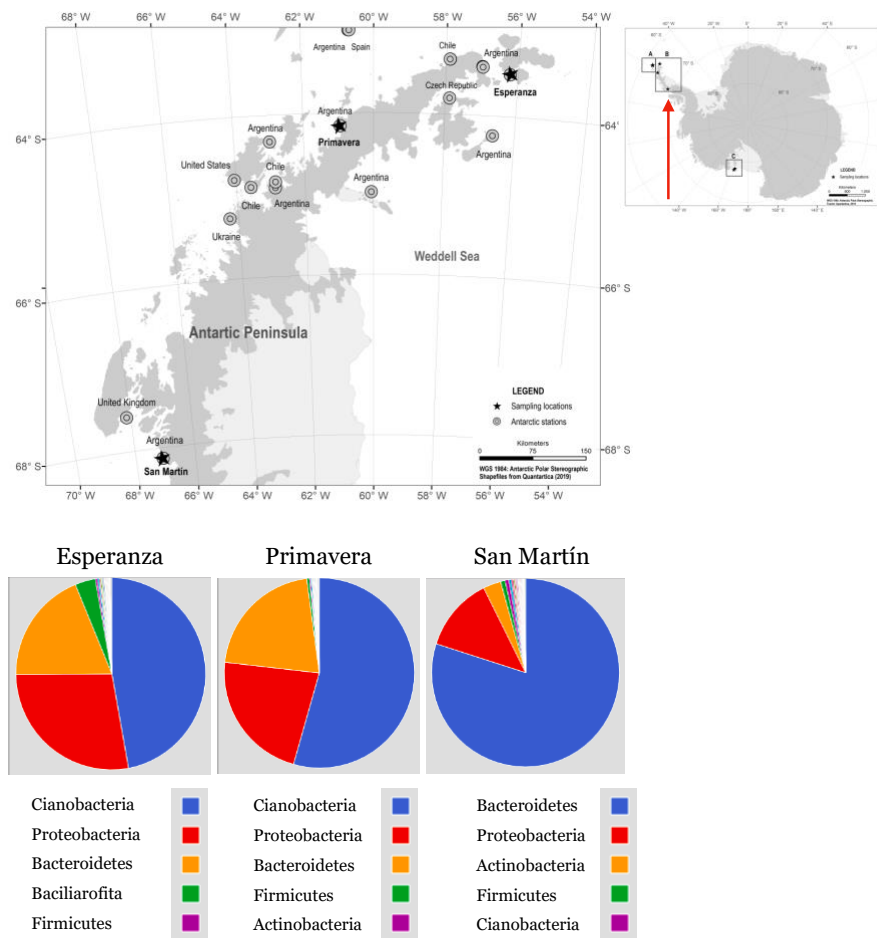 68° W 66° W 64° W 62° W 60° W 58° W 56° W
Argentina Spain
Chile
Argentina
Czech Republic
Esperanza
Argentina
Primavera
64° S
64°
Argentina
Argentina
United States
Chile
Argentina
Chile
Argentina
Ukraine
Weddell Sea
66° S
66° S
Antartic Peninsula
LEGEND
Sampling locations
Antarctic stations
United Kingdom
Argentina
San Martín
Kilometers
0 75 150
WGS 1984: Antarctic Polar Stereographic
Shapefiles from Quantartica (2019)
68° S
68° S
70° W 68° W 66° W 64° W 62° W 60° W 58° W 56° W 54° W
A B
C
LEGEND
Sampling locations
Kilometers
Esperanza Primavera San Martín
Cianobacteria Cianobacteria Bacteroidetes
Proteobacteria Proteobacteria Proteobacteria
Bacteroidetes Bacteroidetes Actinobacteria
Baciliarofita Firmicutes Firmicutes
Firmicutes Actinobacteria Cianobacteria